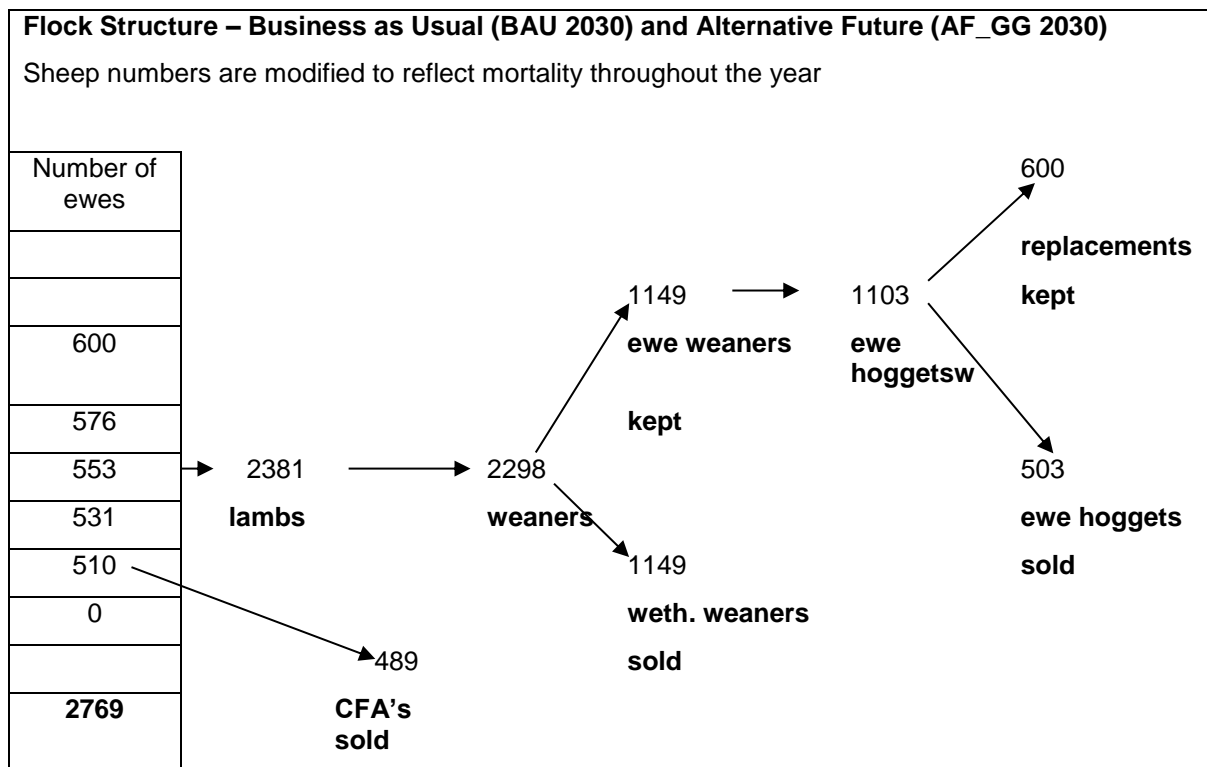 Flock Structure – Business as Usual (BAU 2030) and Alternative Future (AF_GG 2030)
Sheep numbers are modified to reflect mortality throughout the year
Number of
ewes
600
576
553
531
510
0
2769
2381
lambs
2298
weaners
489
CFA's
sold
1149
ewe weaners
kept
1149
weth. weaners
sold
1103
ewe
hoggetsw
600
replacements
kept
503
ewe hoggets
sold